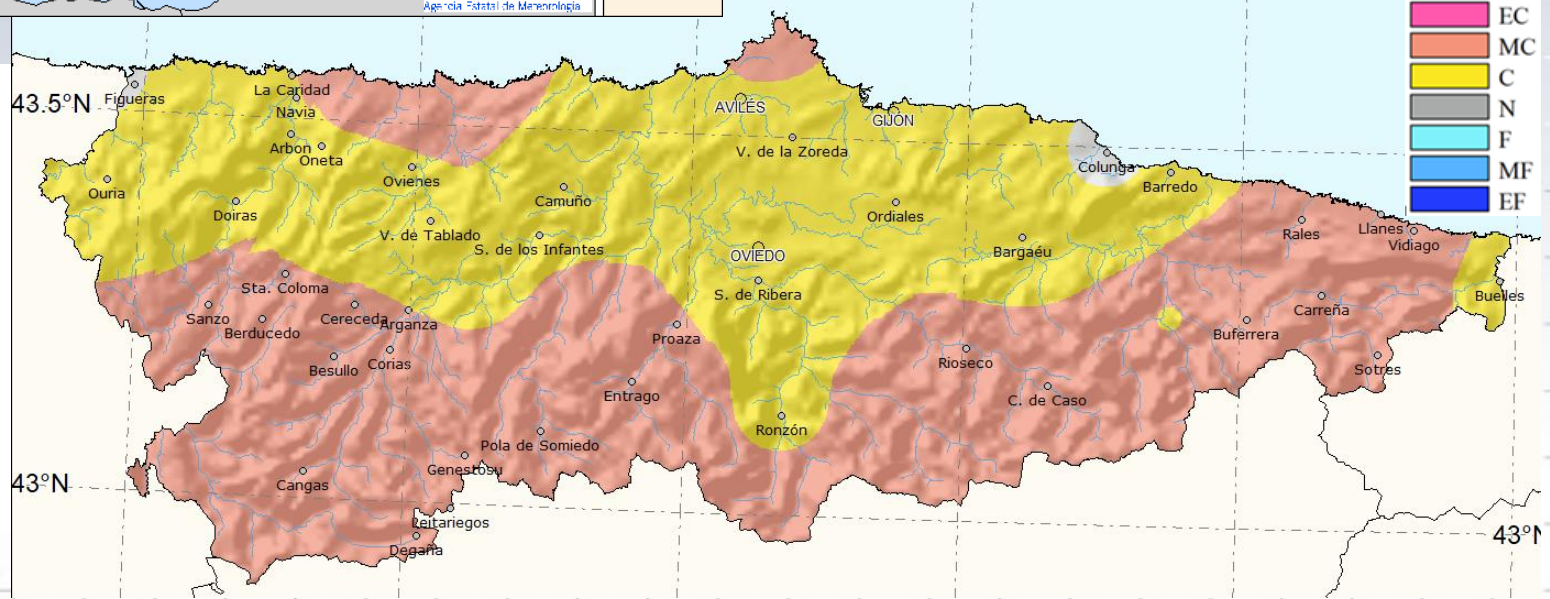 Agencia Estatal de Meteorología
EC
MC
C
N
F
MF
EF
43.5°N
Figueras
La Caridad
Navia
AVILÉS
GIJÓN
Arbon
Oneta
V. de la Zoreda
Colunga
Ouria
Ovienes
Barredo
Doiras
Camuño
Ordiales
V. de Tablado
S. de los Infantes
Bargaéu
Rales
Llanes
Vidiago
OVIEDO
Sta. Coloma
S. de Ribera
Buelles
Sanzo
Berducedo
Cereceda
Arganza
Carreña
Proaza
Buferrera
Besullo
Corias
Rioseco
Sotres
Entrago
C. de Caso
Ronzón
Pola de Somiedo
Genestosu
43°N
Cangas
Leitariegos
Degaña
43°N